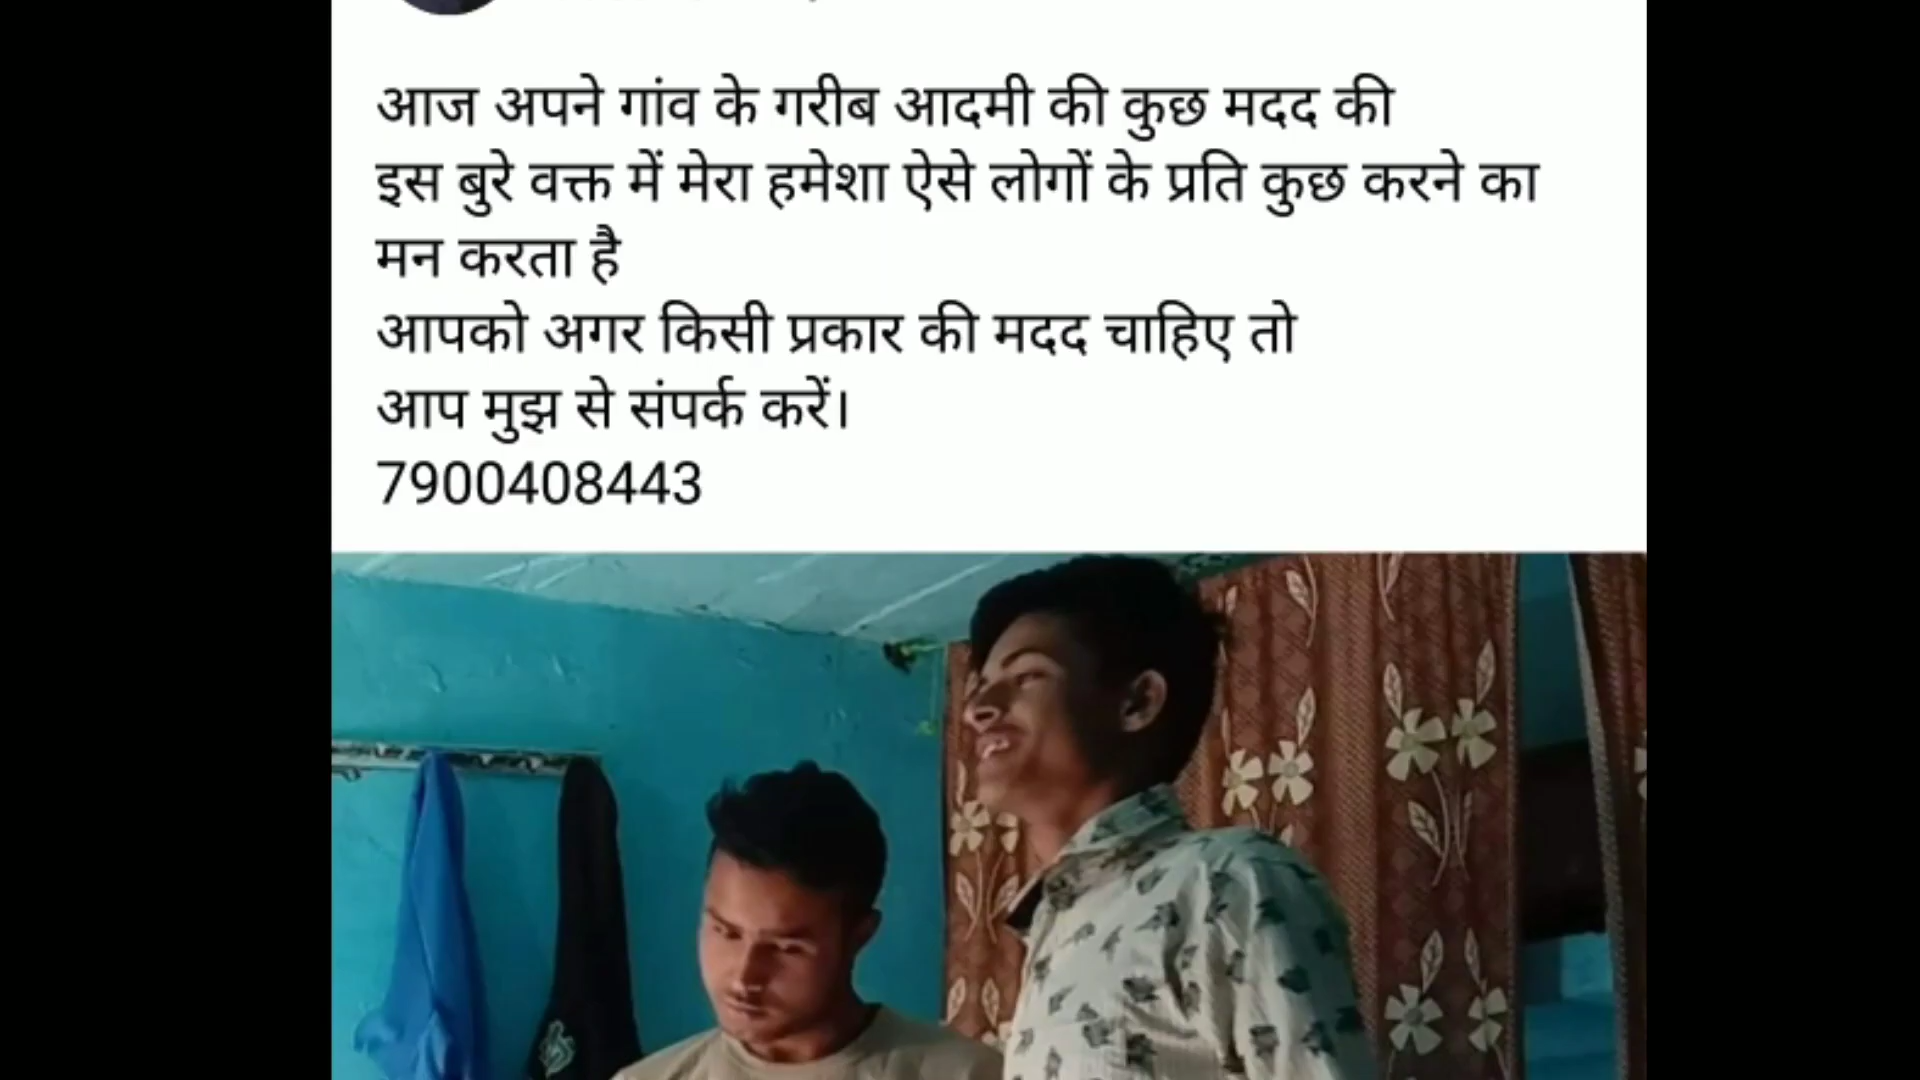 आज अपने गांव के गरीब आदमी की कुछ मदद की
इस बुरे वक्त में मेरा हमेशा ऐसे लोगों के प्रति कुछ करने का
मन करता है
आपको अगर किसी प्रकार की मदद चाहिए तो
आप मुझ से संपर्क करें।
7900408443